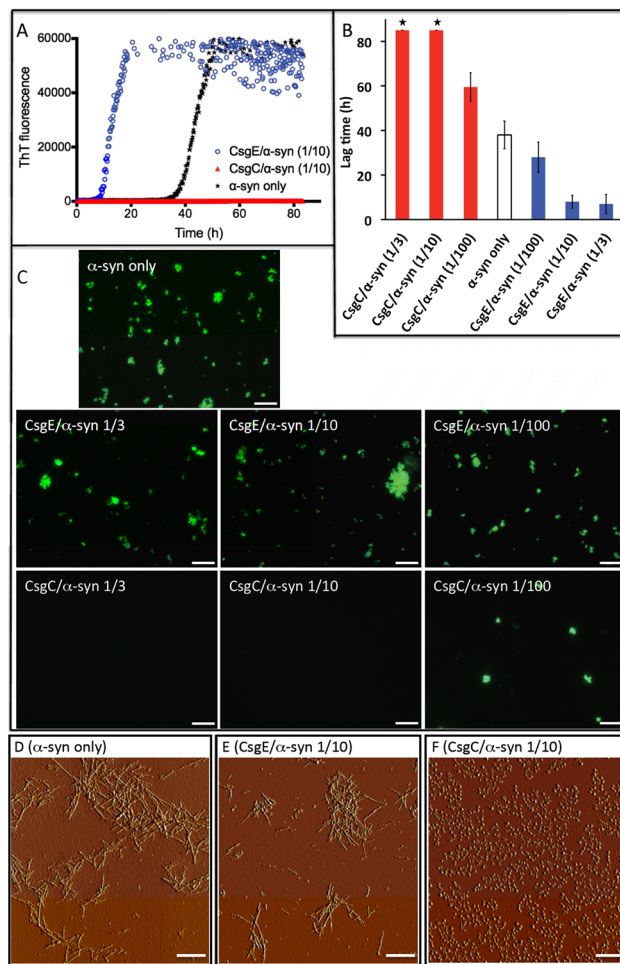 A
ThT fluorescence
60000
40000
20000
0
0 20 40 60 80
Time (h)
CsgE/α-syn (1/10)
CsgC/α-syn (1/10)
α-syn only
B
Lag time (h)
80
60
40
20
0
★ ★
CsgC/α-syn (1/3)
CsgC/α-syn (1/10)
CsgC/α-syn (1/100)
α-syn only
CsgE/α-syn (1/100)
CsgE/α-syn (1/10)
CsgE/α-syn (1/3)
C
α-syn only
CsgE/α-syn 1/3
CsgE/α-syn 1/10
CsgE/α-syn 1/100
CsgC/α-syn 1/3
CsgC/α-syn 1/10
CsgC/α-syn 1/100
D (α-syn only)
E (CsgE/α-syn 1/10)
F (CsgC/α-syn 1/10)